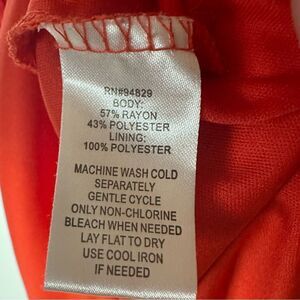 RN#94829
BODY:
57% RAYON
43% POLYESTER
LINING:
100% POLYESTER
MACHINE WASH COLD
SEPARATELY
GENTLE CYCLE
ONLY NON-CHLORINE
BLEACH WHEN NEEDED
LAY FLAT TO DRY
USE COOL IRON
IF NEEDED